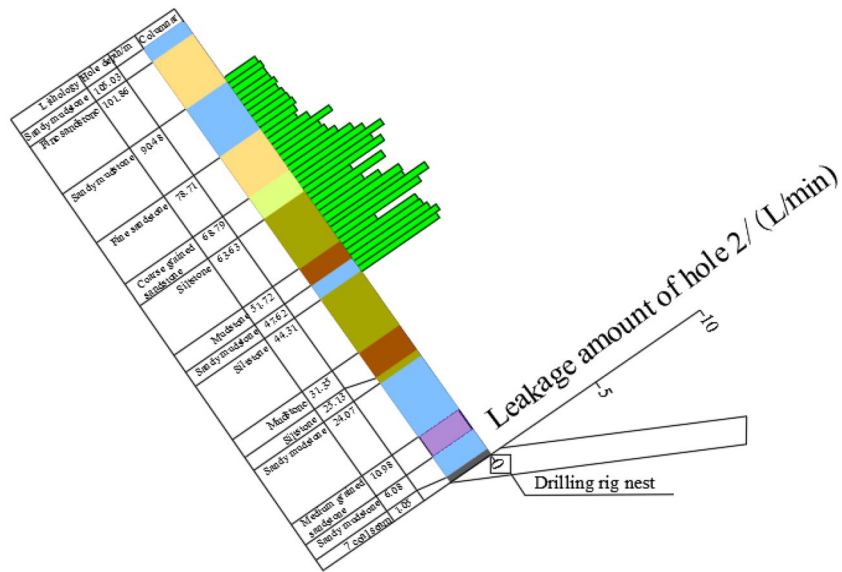 Lithology Hole depth/m Columnar
Sandy mudstone 105.03
Fine sandstone 101.86
Sandy mudstone 90.48
Fine sandstone 78.71
Coarse grained
sandstone 68.79
Siltstone 63.63
Mudstone 51.72
Sandy mudstone 47.62
Siltstone 44.31
Mudstone 31.35
Siltstone 25.13
Sandy mudstone 24.07
Medium grained
sandstone 10.98
Sandy mudstone 6.08
7 coal seam 1.05
Leakage amount of hole 2/ (L/min)
0
5
10
Drilling rig nest